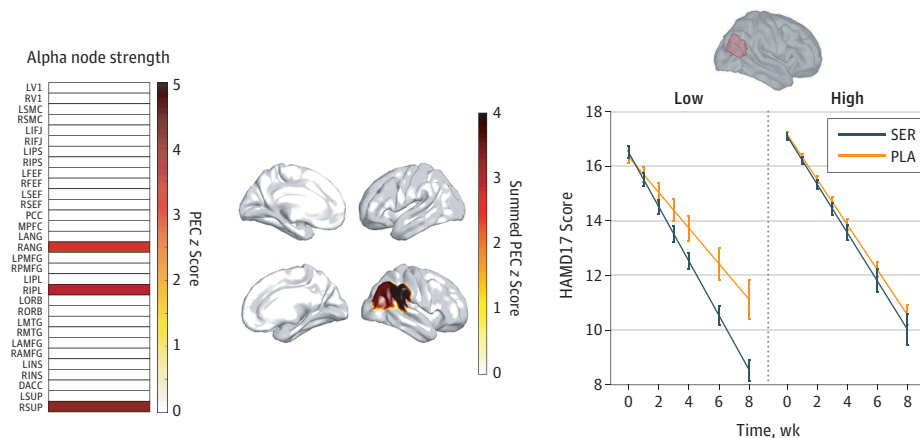 Alpha node strength
LV1
RV1
LSMC
RSMC
LIFJ
RIFJ
LIPS
RIPS
LFEF
RFEF
LSEF
RSEF
PCC
MPFC
LANG
RANG
LPMFG
RPMFG
LIPL
RIPL
LORB
RORB
LMTG
RMTG
LAMFG
RAMFG
LINS
RINS
DACC
LSUP
RSUP
5
4
3
2
1
0
PEC z Score
4
3
2
1
0
Summed PEC z Score
Low
High
SER
PLA
18
16
14
12
10
8
HAMD17 Score
0 2 4 6 8 0 2 4 6 8
Time, wk